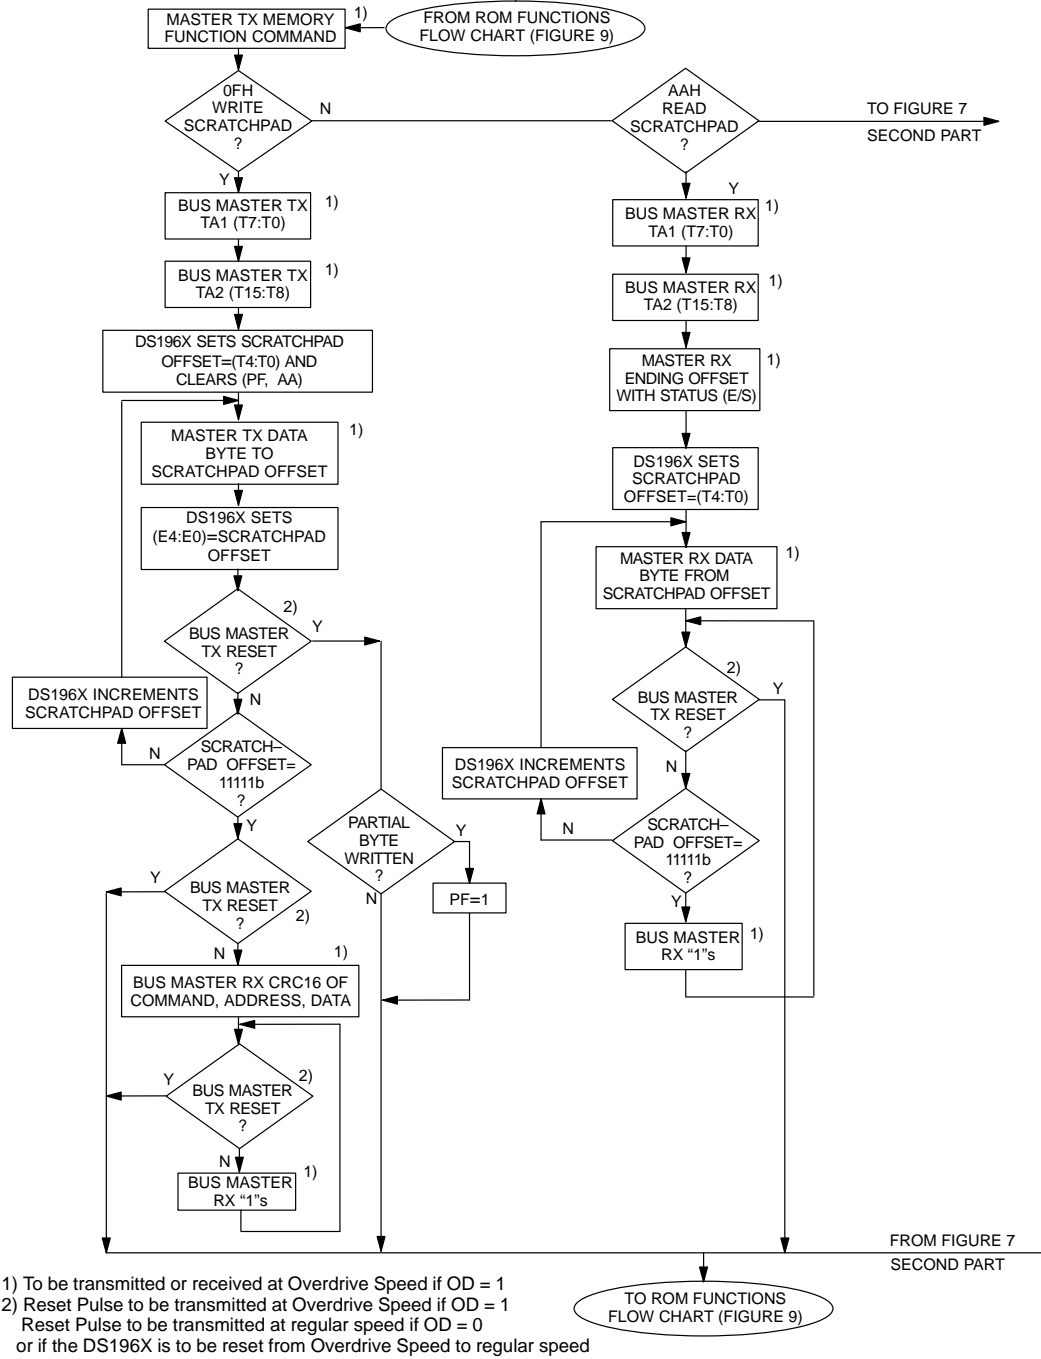 MASTER TX MEMORY
FUNCTION COMMAND
1)
FROM ROM FUNCTIONS
FLOW CHART (FIGURE 9)
0FH
WRITE
SCRATCHPAD
?
N
Y
AAH
READ
SCRATCHPAD
?
TO FIGURE 7
SECOND PART
Y
BUS MASTER TX
TA1 (T7:T0)
1)
BUS MASTER TX
TA2 (T15:T8)
1)
DS196X SETS SCRATCHPAD
OFFSET=(T4:T0) AND
CLEARS (PF, AA)
MASTER TX DATA
BYTE TO
SCRATCHPAD OFFSET
1)
DS196X SETS
(E4:E0)=SCRATCHPAD
OFFSET
BUS MASTER
TX RESET
?
2)
Y
N
DS196X INCREMENTS
SCRATCHPAD OFFSET
SCRATCH–
PAD OFFSET=
11111b
?
N
Y
PARTIAL
BYTE
WRITTEN
?
Y
N
PF=1
BUS MASTER
TX RESET
?
2)
Y
N
BUS MASTER RX CRC16 OF
COMMAND, ADDRESS, DATA
1)
BUS MASTER
TX RESET
?
2)
Y
N
BUS MASTER
RX “1”s
1)
BUS MASTER RX
TA1 (T7:T0)
1)
BUS MASTER RX
TA2 (T15:T8)
1)
MASTER RX
ENDING OFFSET
WITH STATUS (E/S)
1)
DS196X SETS
SCRATCHPAD
OFFSET=(T4:T0)
MASTER RX DATA
BYTE FROM
SCRATCHPAD OFFSET
1)
BUS MASTER
TX RESET
?
2)
Y
N
DS196X INCREMENTS
SCRATCHPAD OFFSET
SCRATCH–
PAD OFFSET=
11111b
?
N
Y
BUS MASTER
RX “1”s
1)
FROM FIGURE 7
SECOND PART
TO ROM FUNCTIONS
FLOW CHART (FIGURE 9)
1) To be transmitted or received at Overdrive Speed if OD = 1
2) Reset Pulse to be transmitted at Overdrive Speed if OD = 1
Reset Pulse to be transmitted at regular speed if OD = 0
or if the DS196X is to be reset from Overdrive Speed to regular speed